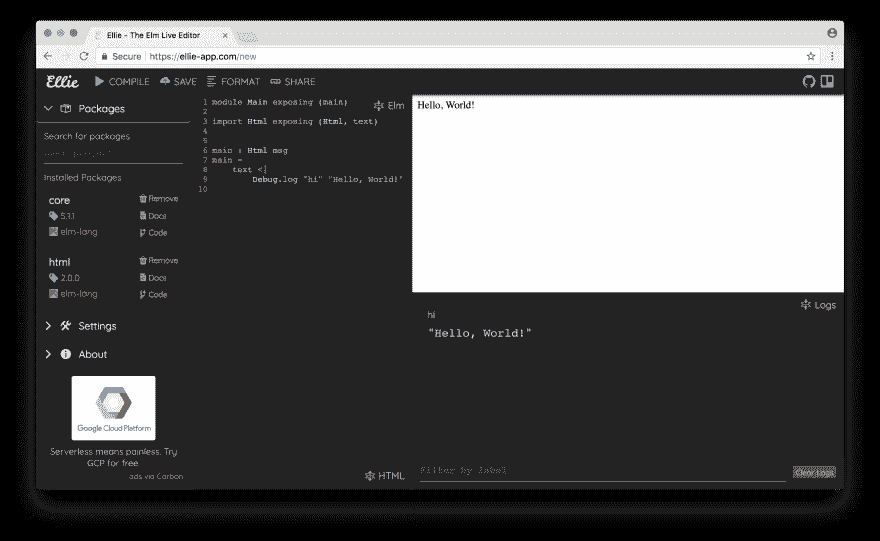 Ellie - The Elm Live Editor
Secure https://ellie-app.com/new
Ellie COMPILE SAVE FORMAT SHARE
Packages
Search for packages
Installed Packages
core
Remove
5.1.1
Docs
elm-lang
Code
html
Remove
2.0.0
Docs
elm-lang
Code
Settings
About
Google Cloud Platform
Serverless means painless. Try
GCP for free
ads via Carbon
Elm
1 module Main exposing (main)
2
3 import Html exposing (Html, text)
4
5
6 main : Html msg
7 main =
8 text <|
9 Debug.log "hi" "Hello, World!"
10
HTML
Hello, World!
Logs
hi
"Hello, World!"
Filter by label
Clear Logs